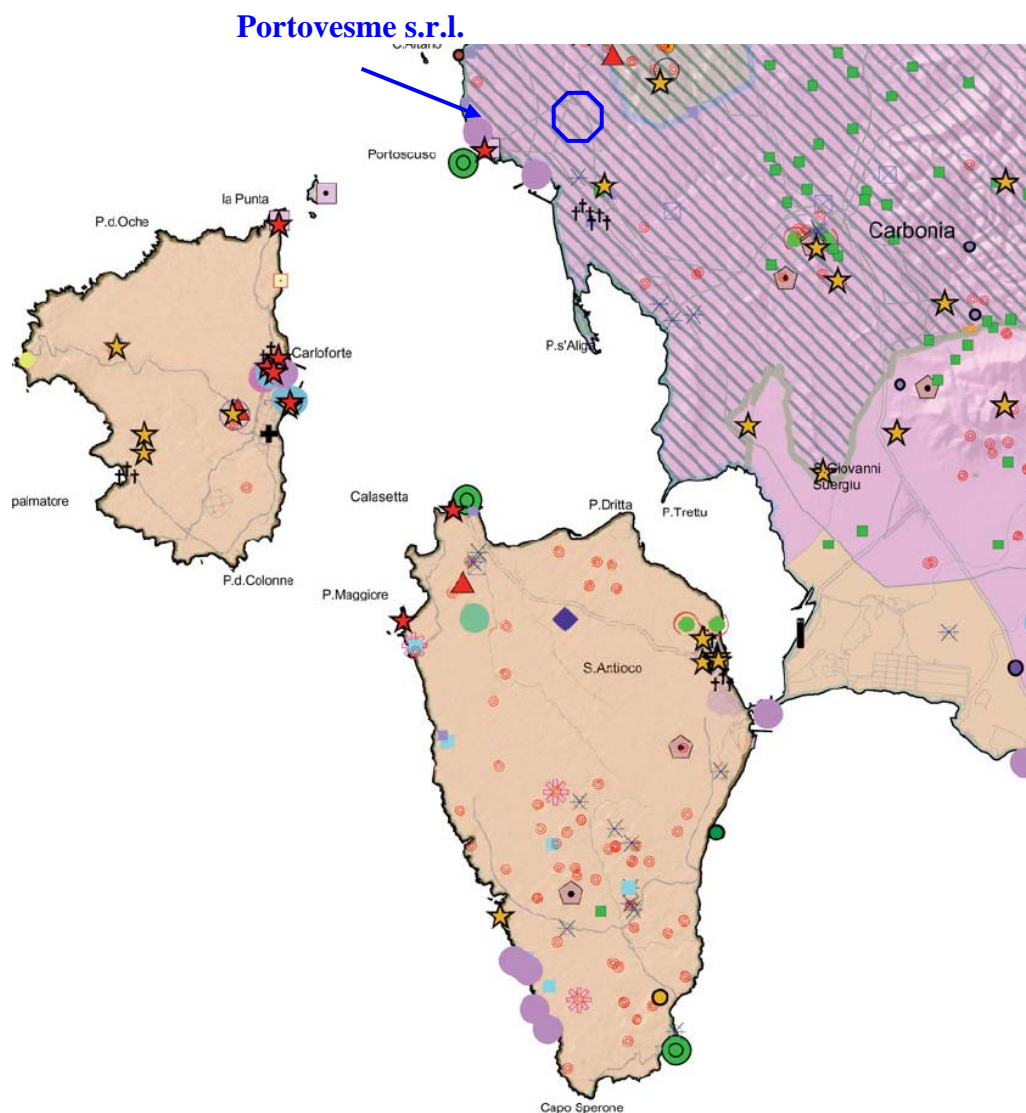 Portovesme s.r.l.
C.Altano
Portoscuso
la Punta
P.d.Oche
Carbonia
P.s'Aliga
Carloforte
S.Giovanni
Suergiu
palmatore
Calasetta
P.Dritta
P.Trettu
P.d.Colonne
P.Maggiore
S.Antioco
Capo Sperone